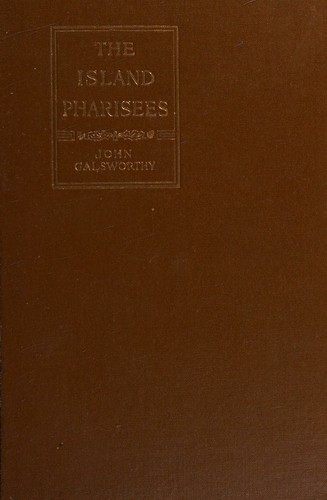 THE
ISLAND
PHARISEES
JOHN
GALSWORTHY